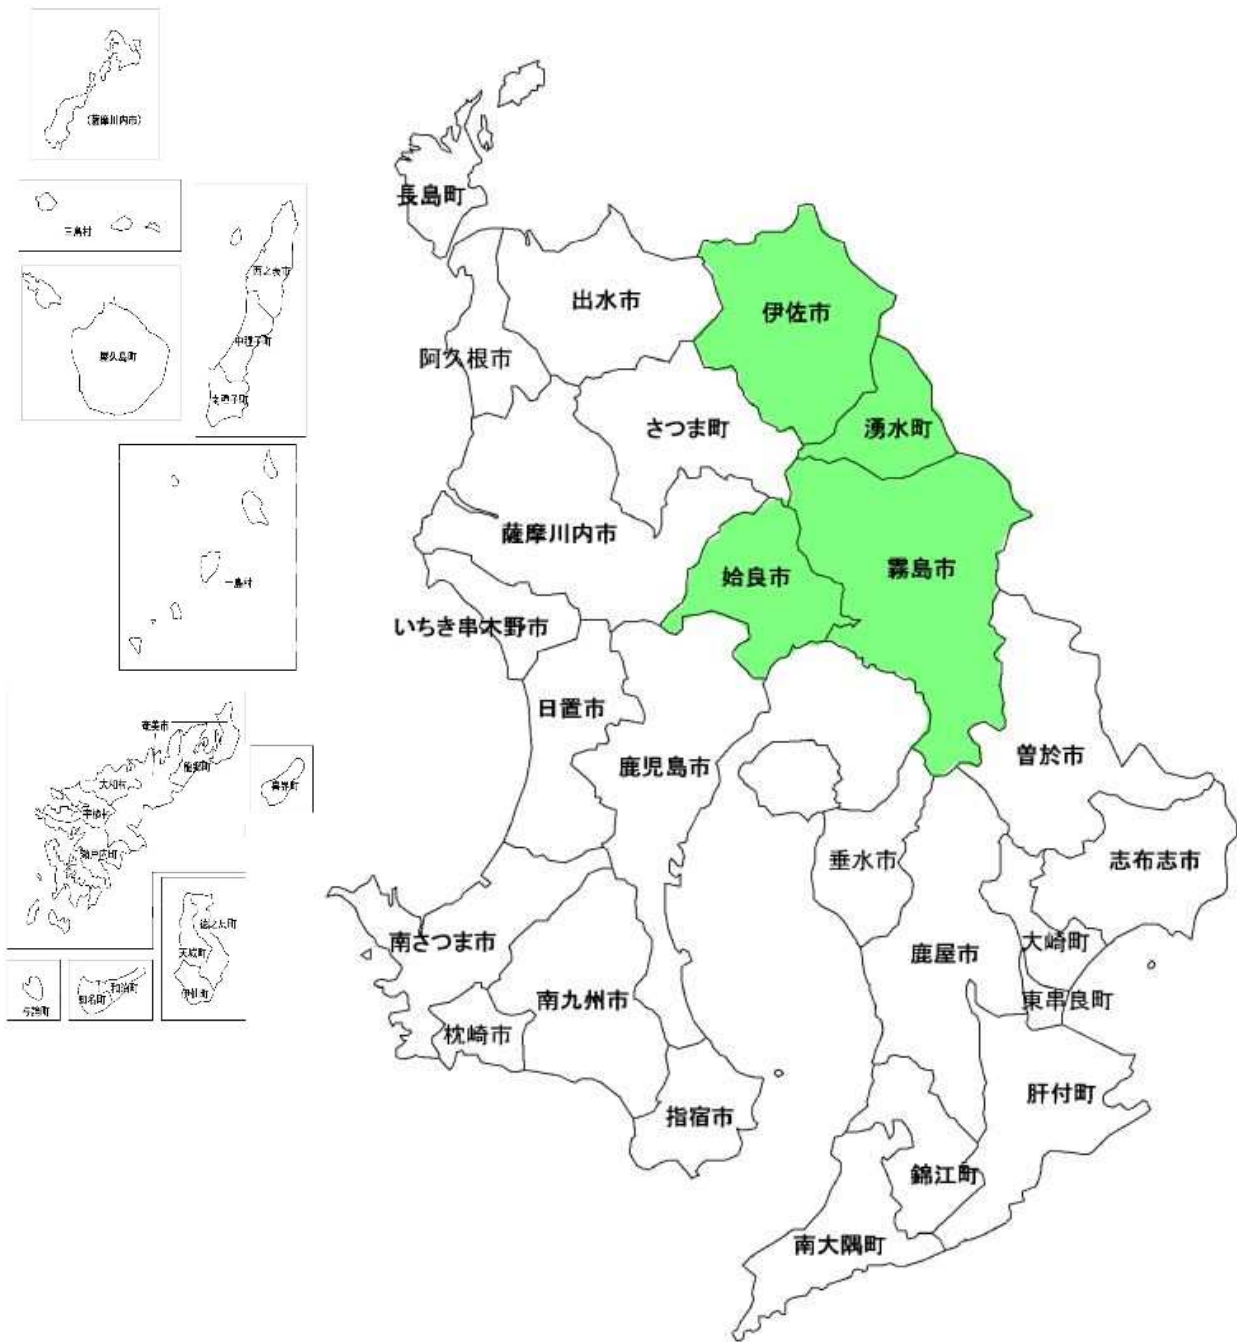 (薩摩川内市)
三島村
西之表市
中種子町
南種子町
屋久島町
奄美市
龍郷町
大和村
宇検村
瀬戸内町
喜界町
徳之島町
天城町
伊仙町
和泊町
知名町
与論町
長島町
出水市
伊佐市
阿久根市
さつま町
湧水町
薩摩川内市
姶良市
霧島市
いちき串木野市
日置市
鹿児島市
曽於市
垂水市
志布志市
南さつま市
大崎町
鹿屋市
南九州市
東串良町
枕崎市
肝付町
指宿市
錦江町
南大隅町